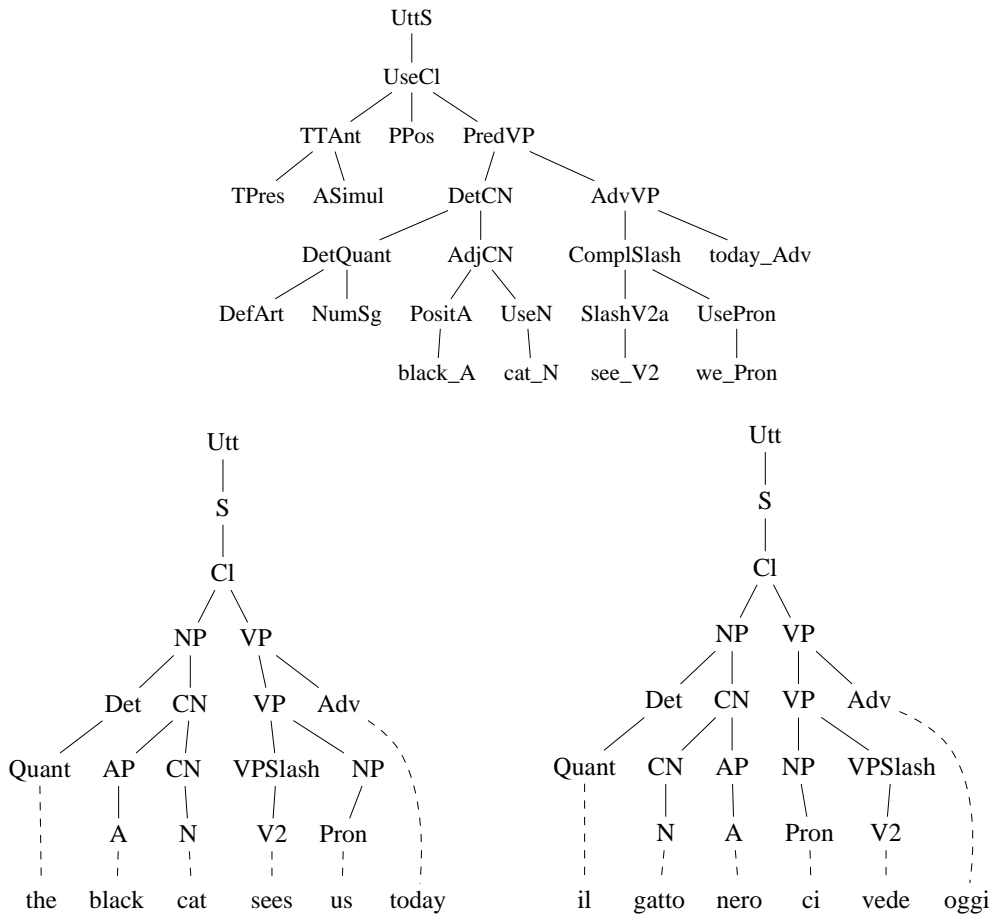 UttS
UseCl
TTAnt PPos PredVP
TPres ASimul DetCN AdvVP
DetQuant AdjCN ComplSlash today_Adv
DefArt NumSg PositA UseN SlashV2a UsePron
black_A cat_N see_V2 we_Pron
Utt
S
Cl
NP VP
Det CN VP Adv
Quant AP CN VPSlash NP
A N V2 Pron
the black cat sees us today
Utt
S
Cl
NP VP
Det CN VP Adv
Quant CN AP NP VPSlash
N A Pron V2
il gatto nero ci vede oggi